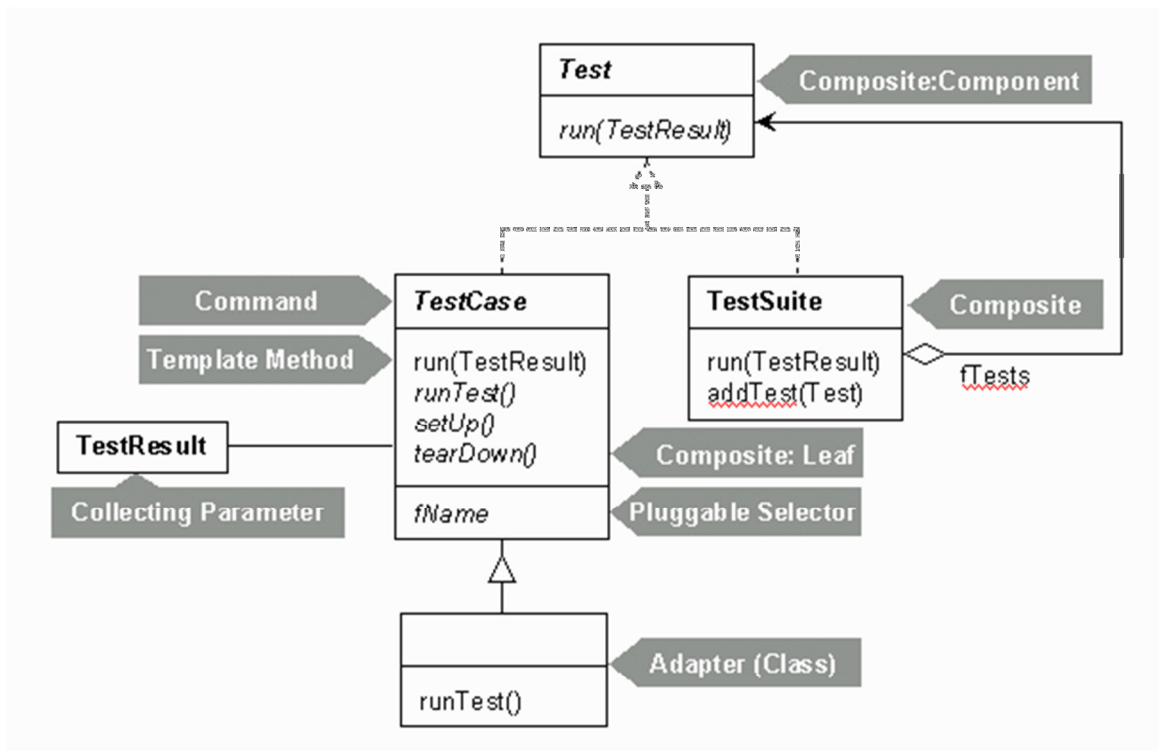 Test
Composite:Component
run(TestResult)
Command
TestCase
TestSuite
Composite
Template Method
run(TestResult)
runTest()
setUp()
tearDown()
run(TestResult)
addTest(Test)
fTests
TestResult
Composite: Leaf
Collecting Parameter
fName
Pluggable Selector
Adapter (Class)
runTest()